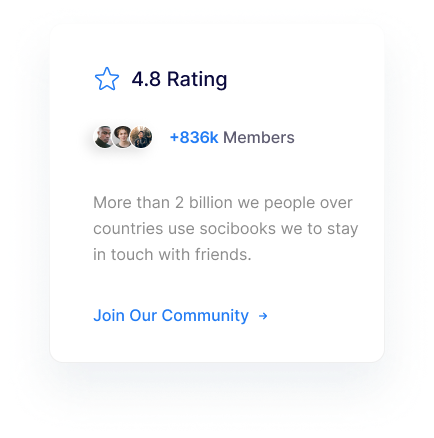 4.8 Rating
+836k Members
More than 2 billion we people over
countries use socibooks we to stay
in touch with friends.
Join Our Community →